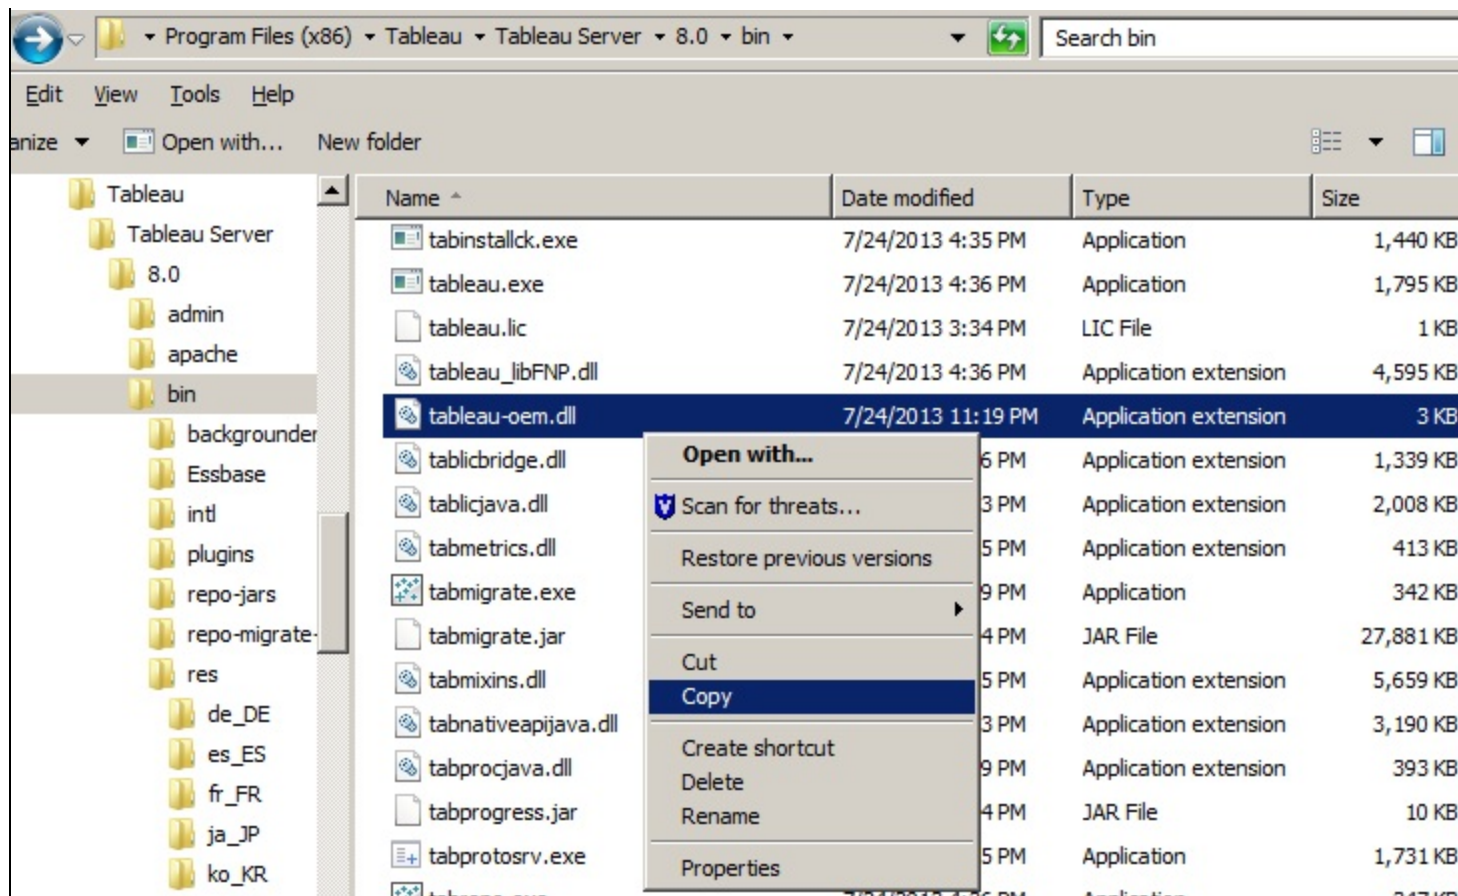 Program Files (x86) Tableau Tableau Server 8.0 bin Search bin
Edit View Tools Help
anize Open with... New folder
Tableau
Tableau Server
8.0
admin
apache
bin
backgrounder
Essbase
intl
plugins
repo-jars
repo-migrate-
res
de_DE
es_ES
fr_FR
ja_JP
ko_KR
Name Date modified Type Size
tabinstallck.exe 7/24/2013 4:35 PM Application 1,440 KB
tableau.exe 7/24/2013 4:36 PM Application 1,795 KB
tableau.lic 7/24/2013 3:34 PM LIC File 1 KB
tableau_libFNP.dll 7/24/2013 4:36 PM Application extension 4,595 KB
tableau-oem.dll 7/24/2013 11:19 PM Application extension 3 KB
tablicbridge.dll 6 PM Application extension 1,339 KB
tablicjava.dll 3 PM Application extension 2,008 KB
tabmetrics.dll 5 PM Application extension 413 KB
tabmigrate.exe 9 PM Application 342 KB
tabmigrate.jar 4 PM JAR File 27,881 KB
tabmixins.dll 5 PM Application extension 5,659 KB
tabnativeapijava.dll 3 PM Application extension 3,190 KB
tabprocjava.dll 9 PM Application extension 393 KB
tabprogress.jar 4 PM JAR File 10 KB
tabprotosrv.exe 5 PM Application 1,731 KB
Open with...
Scan for threats...
Restore previous versions
Send to
Cut
Copy
Create shortcut
Delete
Rename
Properties